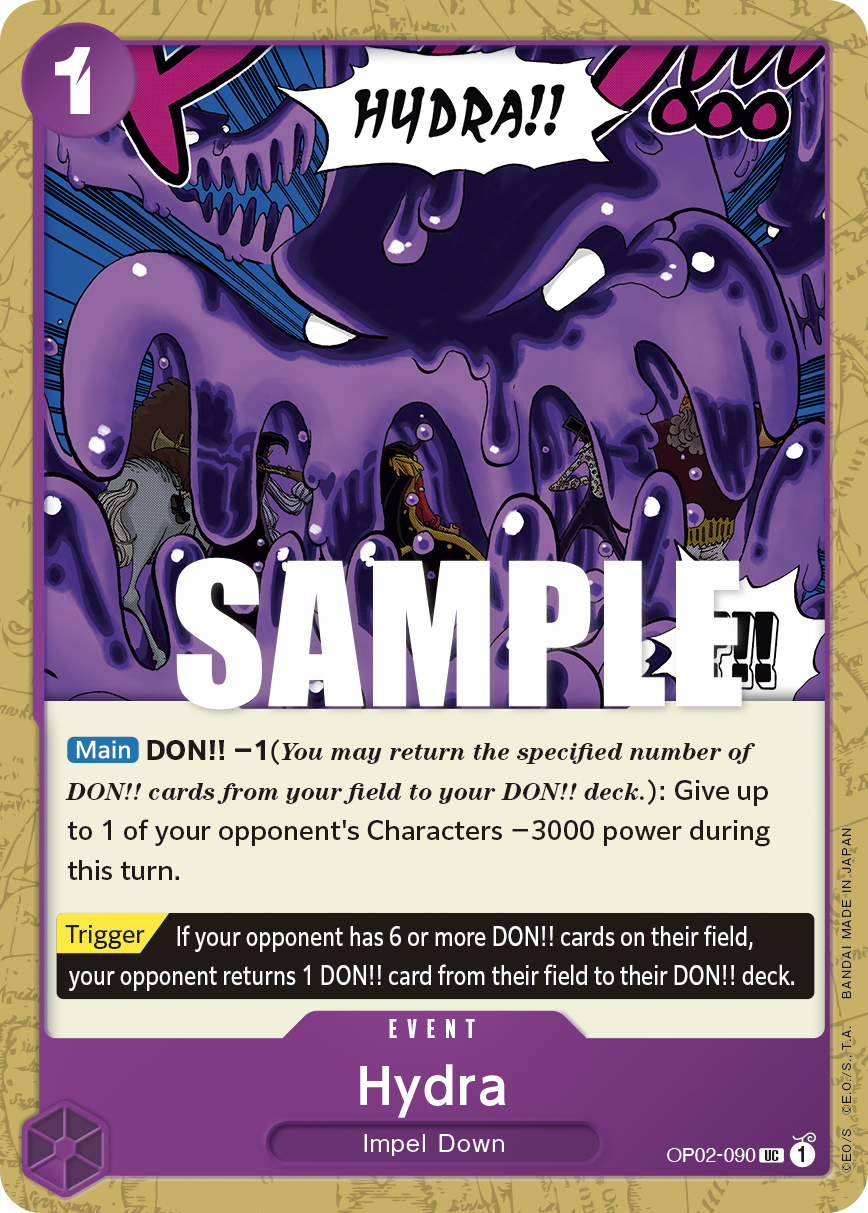 1
HYDRA!!
SAMPLE
Main DON!! −1(You may return the specified number of
DON!! cards from your field to your DON!! deck.): Give up
to 1 of your opponent's Characters −3000 power during
this turn.
Trigger If your opponent has 6 or more DON!! cards on their field,
your opponent returns 1 DON!! card from their field to their DON!! deck.
EVENT
Hydra
Impel Down
OP02-090 UC 1
©EO/S ©E.O./S., T.A. BANDAI MADE IN JAPAN